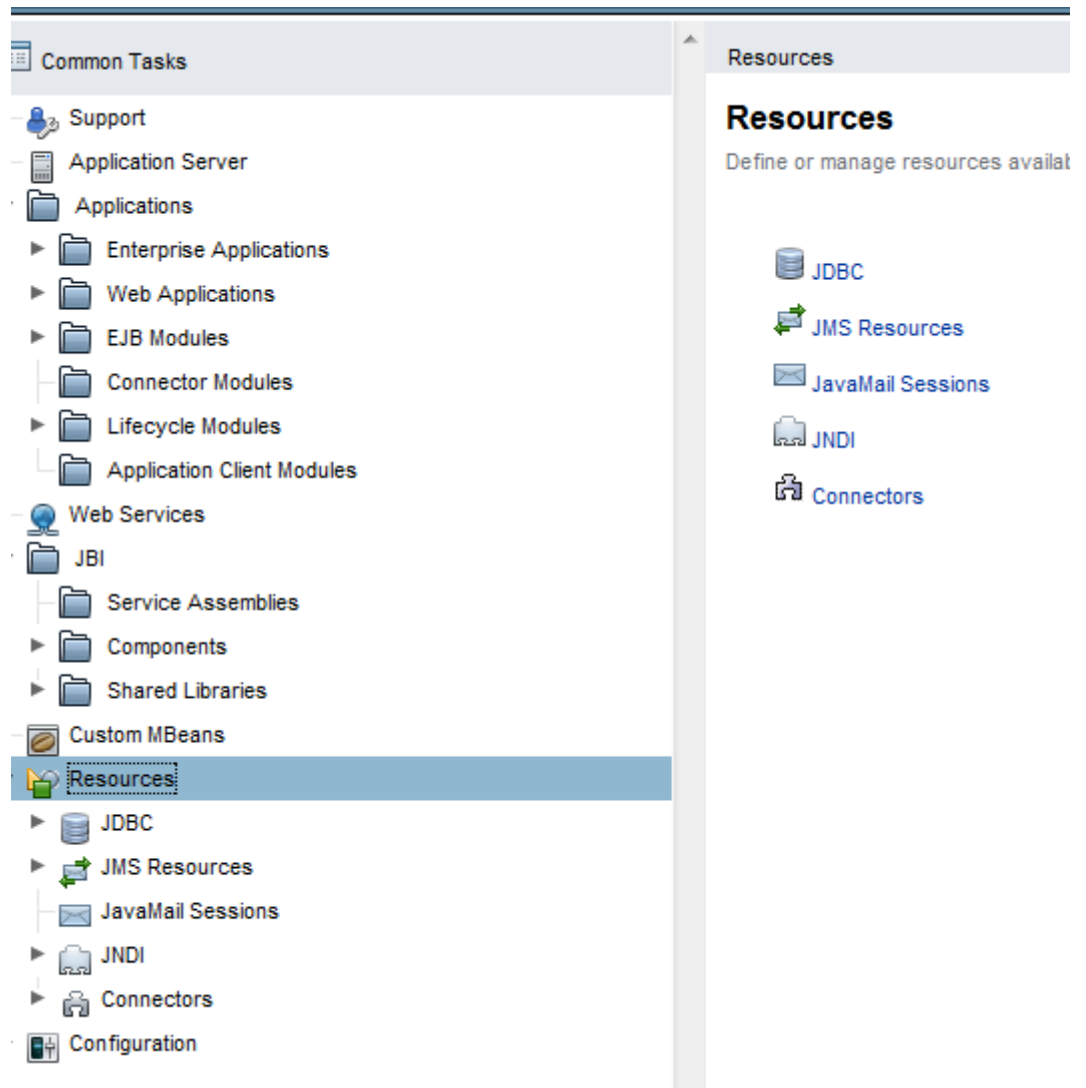 Common Tasks
Support
Application Server
Applications
Enterprise Applications
Web Applications
EJB Modules
Connector Modules
Lifecycle Modules
Application Client Modules
Web Services
JBI
Service Assemblies
Components
Shared Libraries
Custom MBeans
Resources
JDBC
JMS Resources
JavaMail Sessions
JNDI
Connectors
Configuration
Resources
Resources
Define or manage resources
JDBC
JMS Resources
JavaMail Sessions
JNDI
Connectors